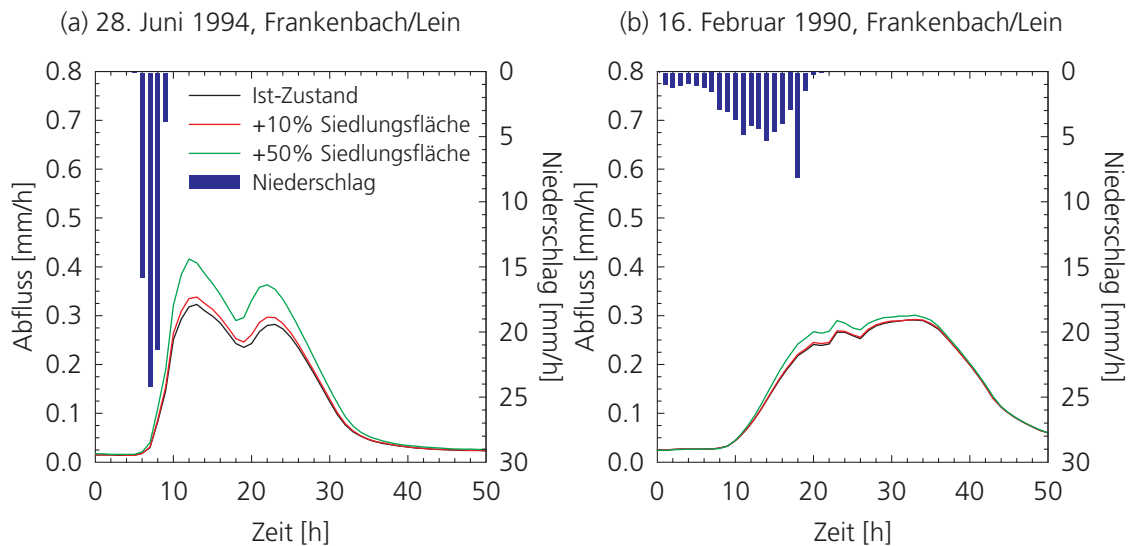 (a) 28. Juni 1994, Frankenbach/Lein
(b) 16. Februar 1990, Frankenbach/Lein
Abfluss [mm/h]
0.8
0.7
0.6
0.5
0.4
0.3
0.2
0.1
0.0
Ist-Zustand
+10% Siedlungsfläche
+50% Siedlungsfläche
Niederschlag
0
5
10
15
20
25
30
Niederschlag [mm/h]
0 10 20 30 40 50
Zeit [h]
Abfluss [mm/h]
0.8
0.7
0.6
0.5
0.4
0.3
0.2
0.1
0.0
0
5
10
15
20
25
30
Niederschlag [mm/h]
0 10 20 30 40 50
Zeit [h]